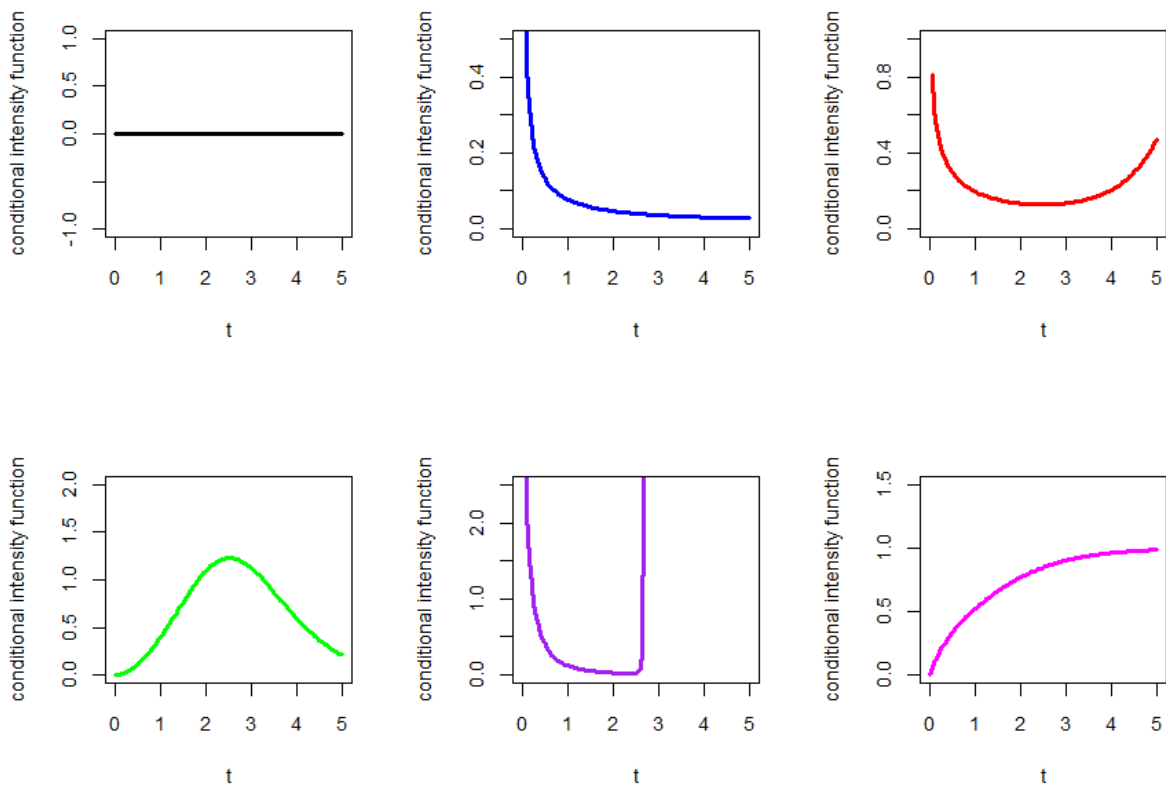 conditional intensity function
-1.0 0.0 0.5 1.0
0 1 2 3 4 5
t
conditional intensity function
0.0 0.2 0.4
0 1 2 3 4 5
t
conditional intensity function
0.0 0.4 0.8
0 1 2 3 4 5
t
conditional intensity function
0.0 0.5 1.0 1.5 2.0
0 1 2 3 4 5
t
conditional intensity function
0.0 1.0 2.0
0 1 2 3 4 5
t
conditional intensity function
0.0 0.5 1.0 1.5
0 1 2 3 4 5
t